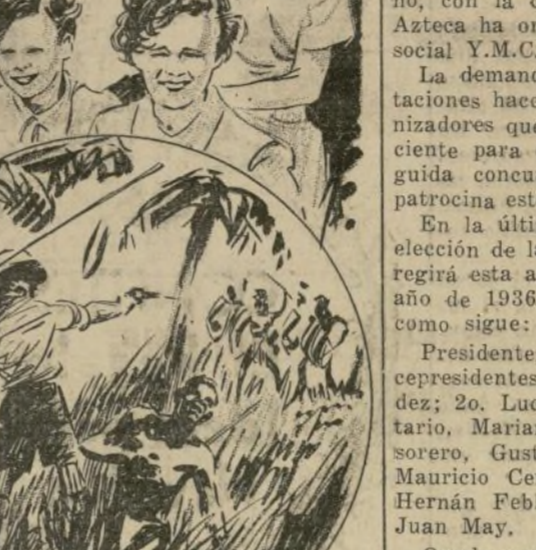 no, con la
Azteca ha or
social Y.M.C.
La demand
taciones hace
nizadores que
ciente para
guida concu
patrocina est
En la últi
elección de la
regirá esta a
año de 1936
como sigue:
Presidente
cepresidentes
dez; 2o. Luc
tario, Maria
sorero, Gust
Mauricio Ce
Hernán Feb
Juan May.